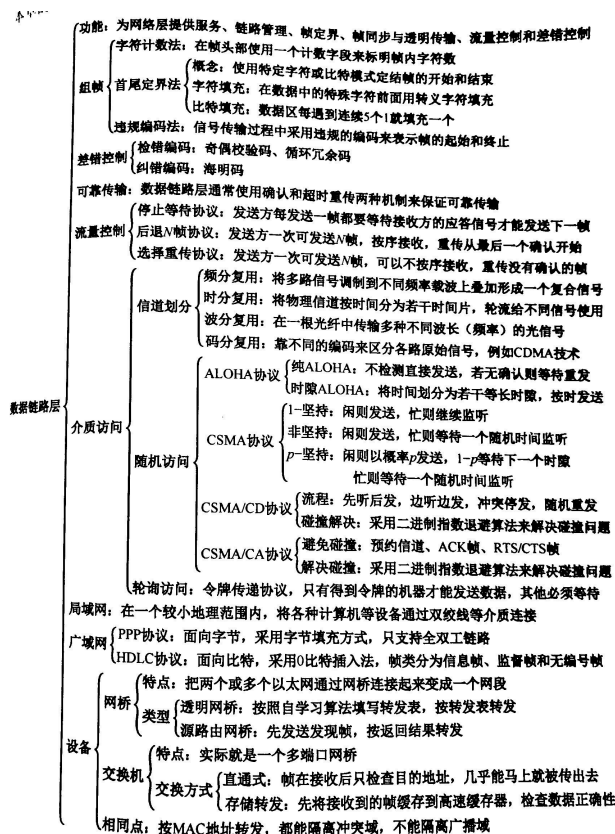 功能：为网络层提供服务、链路管理、帧定界、帧同步与透明传输、流量控制和差错控制
字符计数法：在帧头部使用一个计数字段来标明帧内字符数
组帧
首尾定界法
概念：使用特定字符或比特模式定结帧的开始和结束
字符填充：在数据中的特殊字符前面用转义字符填充
比特填充：数据区每遇到连续5个1就填充一个
违规编码法：信号传输过程中采用违规的编码来表示帧的起始和终止
差错控制
检错编码：奇偶校验码、循环冗余码
纠错编码：海明码
可靠传输：数据链路层通常使用确认和超时重传两种机制来保证可靠传输
流量控制
停止等待协议：发送方每发送一帧都要等待接收方的应答信号才能发送下一帧
后退N帧协议：发送方一次可发送N帧，按序接收，重传从最后一个确认开始
选择重传协议：发送方一次可发送N帧，可以不按序接收，重传没有确认的帧
信道划分
频分复用：将多路信号调制到不同频率载波上叠加形成一个复合信号
时分复用：将物理信道按时间分为若干时间片，轮流给不同信号使用
波分复用：在一根光纤中传输多种不同波长（频率）的光信号
码分复用：靠不同的编码来区分各路原始信号，例如CDMA技术
数据链路层
介质访问
随机访问
ALOHA协议
纯ALOHA：不检测直接发送，若无确认则等待重发
时隙ALOHA：将时间划分为若干等长时隙，按时发送
CSMA协议
1-坚持：闲则发送，忙则继续监听
非坚持：闲则发送，忙则等待一个随机时间监听
p-坚持：闲则以概率p发送，1-p等待下一个时隙
忙则等待一个随机时间监听
CSMA/CD协议
流程：先听后发，边听边发，冲突停发，随机重发
碰撞解决：采用二进制指数退避算法来解决碰撞问题
CSMA/CA协议
避免碰撞：预约信道、ACK帧、RTS/CTS帧
解决碰撞：采用二进制指数退避算法来解决碰撞问题
轮询访问：令牌传递协议，只有得到令牌的机器才能发送数据，其他必须等待
局域网：在一个较小地理范围内，将各种计算机等设备通过双绞线等介质连接
广域网
PPP协议：面向字节，采用字节填充方式，只支持全双工链路
HDLC协议：面向比特，采用0比特插入法，帧类分为信息帧、监督帧和无编号帧
设备
网桥
特点：把两个或多个以太网通过网桥连接起来变成一个网段
类型
透明网桥：按照自学习算法填写转发表，按转发表转发
源路由网桥：先发送发现帧，按返回结果转发
交换机
特点：实际就是一个多端口网桥
交换方式
直通式：帧在接收后只检查目的地址，几乎能马上就被传出去
存储转发：先将接收到的帧缓存到高速缓存器，检查数据正确性
相同点：按MAC地址转发，都能隔离冲突域，不能隔离广播域